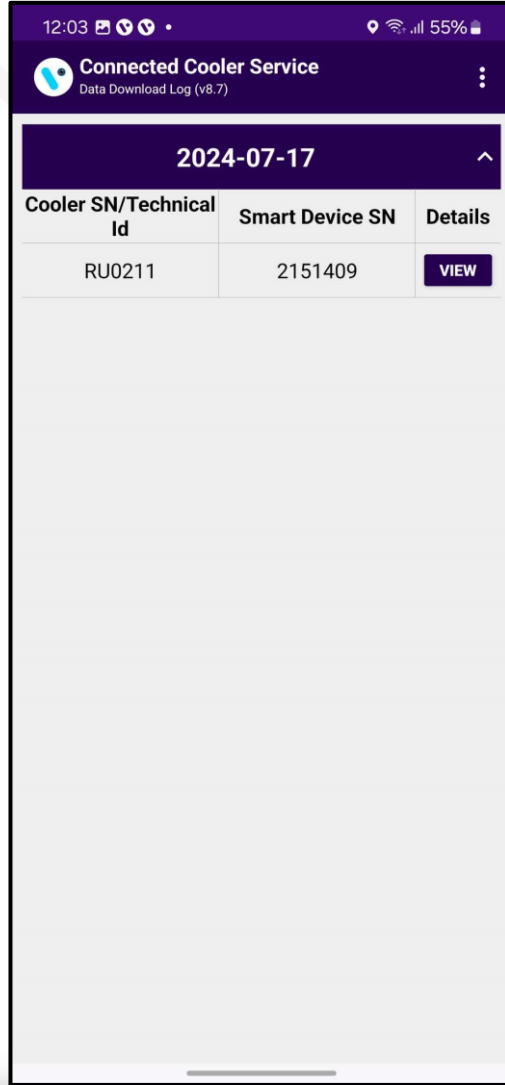 12:03
55%
Connected Cooler Service
Data Download Log (v8.7)
2024-07-17
Cooler SN/Technical
Id
Smart Device SN
Details
RU0211
2151409
VIEW